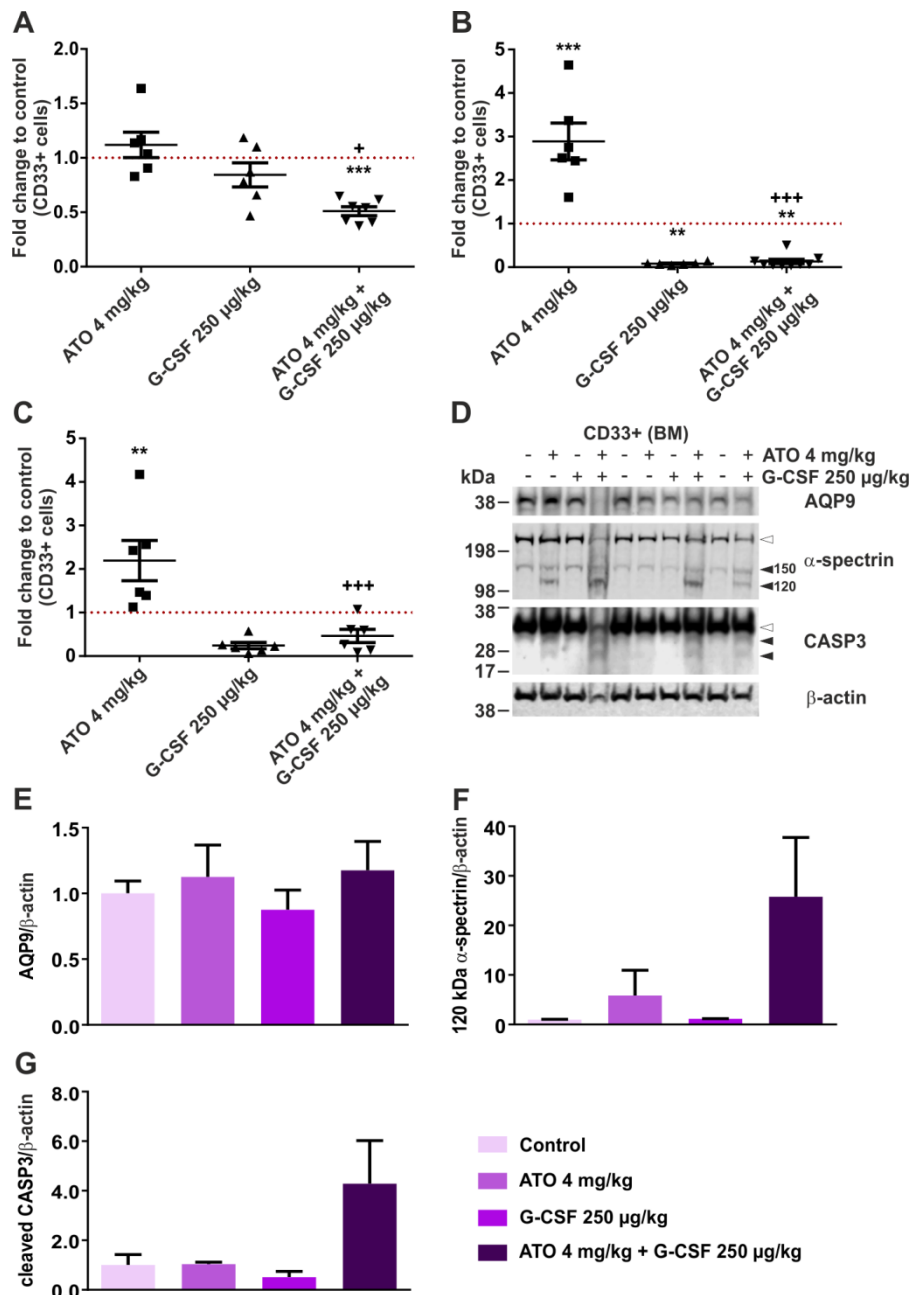 A
Fold change to control
(CD33+ cells)
2.0
1.5
1.0
0.5
0.0
+
***
ATO 4 mg/kg
G-CSF 250 µg/kg
ATO 4 mg/kg +
G-CSF 250 µg/kg
B
Fold change to control
(CD33+ cells)
5
4
3
2
1
0
***
**
+++
**
ATO 4 mg/kg
G-CSF 250 µg/kg
ATO 4 mg/kg +
G-CSF 250 µg/kg
C
Fold change to control
(CD33+ cells)
5
4
3
2
1
0
**
+++
ATO 4 mg/kg
G-CSF 250 µg/kg
ATO 4 mg/kg +
G-CSF 250 µg/kg
D
CD33+ (BM)
- + - + - + - + - + ATO 4 mg/kg
kDa - - + + - - + + - + G-CSF 250 µg/kg
38 AQP9
198 α-spectrin
150
98 120
38
28 CASP3
17
38 β-actin
E
AQP9/β-actin
1.5
1.0
0.5
0.0
F
120 kDa α-spectrin/β-actin
40
30
20
10
0
G
cleaved CASP3/β-actin
8.0
6.0
4.0
2.0
0.0
Control
ATO 4 mg/kg
G-CSF 250 µg/kg
ATO 4 mg/kg + G-CSF 250 µg/kg